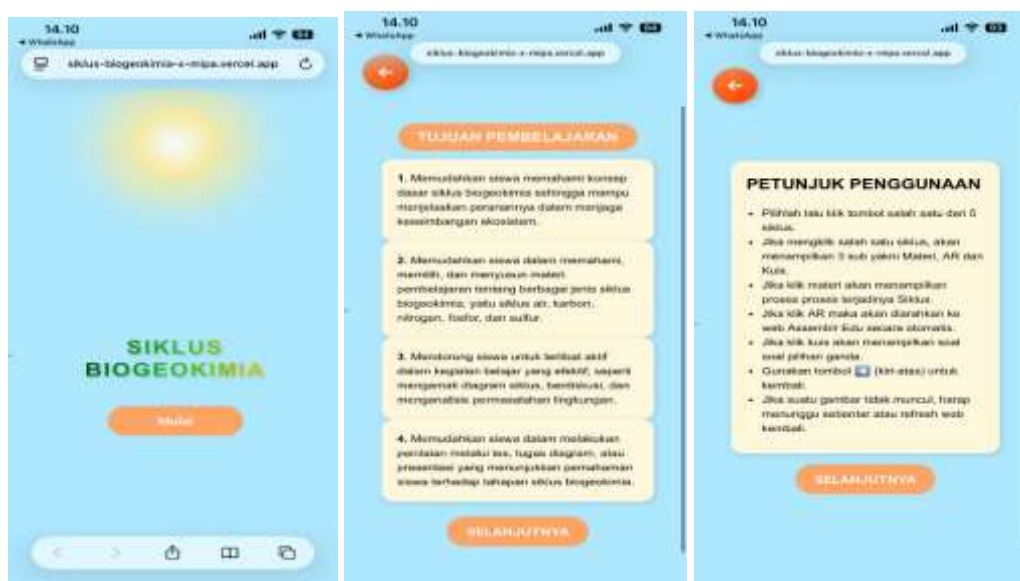 14.10
WhatsApp
siklus-biogeokimia-x-mipa.vercel.app
SIKLUS
BIOGEOKIMIA
Mulai
14.10
WhatsApp
siklus-biogeokimia-x-mipa.vercel.app
TUJUAN PEMBELAJARAN
1. Memudahkan siswa memahami konsep
dasar siklus biogeokimia sehingga mampu
menjelaskan peranannya dalam menjaga
keseimbangan ekosistem.
2. Memudahkan siswa dalam memahami,
memilih, dan menyusun materi
pembelajaran tentang berbagai jenis siklus
biogeokimia, yaitu siklus air, karbon,
nitrogen, fosfor, dan sulfur.
3. Mendorong siswa untuk terlibat aktif
dalam kegiatan belajar yang efektif, seperti
mengamati diagram siklus, berdiskusi, dan
menganalisis permasalahan lingkungan.
4. Memudahkan siswa dalam melakukan
penilaian melalui tes, tugas diagram, atau
presentasi yang menunjukkan pemahaman
siswa terhadap tahapan siklus biogeokimia.
SELANJUTNYA
14.10
WhatsApp
siklus-biogeokimia-x-mipa.vercel.app
PETUNJUK PENGGUNAAN
• Pilihlah lalu klik tombol salah satu dari 5
siklus.
• Jika mengklik salah satu siklus, akan
menampilkan 3 sub yakni Materi, AR dan
Kuis.
• Jika klik materi akan menampilkan
proses proses terjadinya Siklus.
• Jika klik AR maka akan diarahkan ke
web Assemblr Edu secara otomatis.
• Jika klik kuis akan menampilkan soal
soal pilihan ganda.
• Gunakan tombol (kiri-atas) untuk
kembali.
• Jika suatu gambar tidak muncul, harap
menunggu sebentar atau refresh web
kembali.
SELANJUTNYA